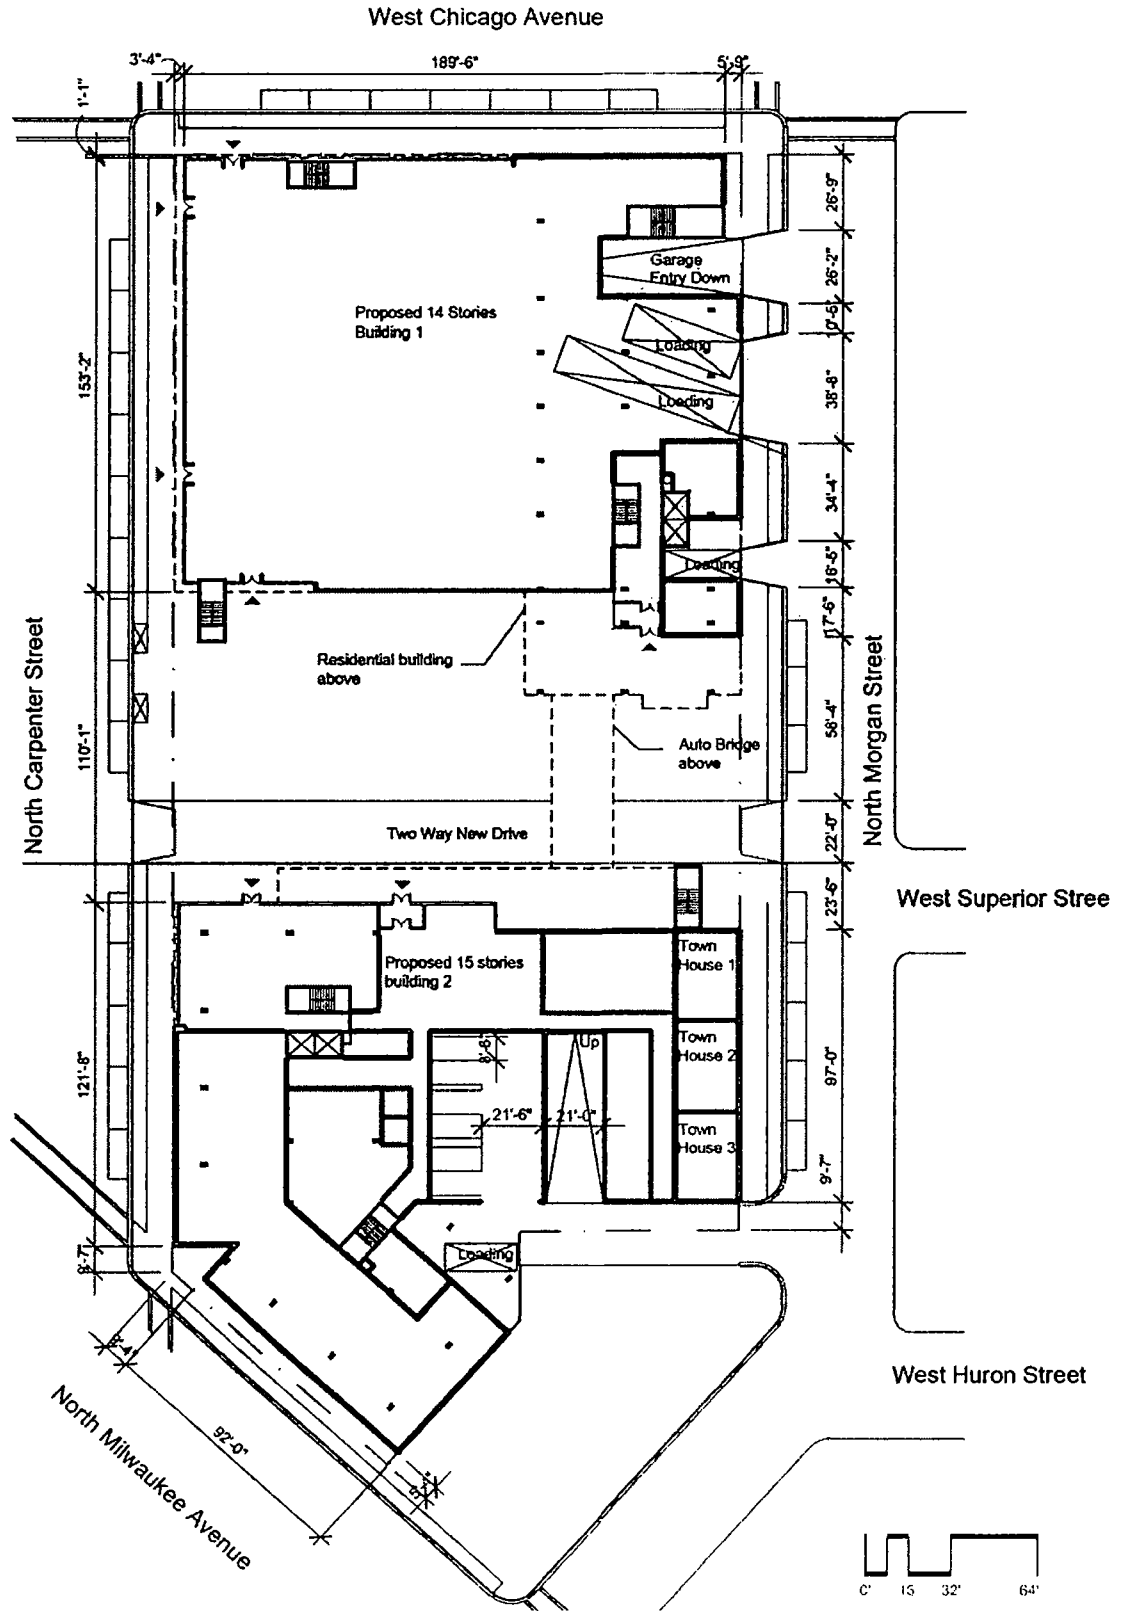 West Chicago Avenue
3'-4"
189'-6"
5'-9"
1'-1"
26'-9"
Garage
Entry Down
26'-2"
Proposed 14 Stories
Building 1
Loading
Loading
38'-8"
153'-2"
34'-4"
Loading
16'-5"
17'-6"
North Carpenter Street
Residential building
above
North Morgan Street
58'-4"
110'-1"
Auto Bridge
above
Two Way New Drive
22'-0"
23'-6"
West Superior Stree
Town
House 1
Proposed 15 stories
building 2
Up
Town
House 2
8'-6"
97'-0"
121'-8"
21'-6"
21'-0"
Town
House 3
9'-7"
Loading
9'-7"
92'-0"
North Milwaukee Avenue
West Huron Street
0'
15
32'
64'